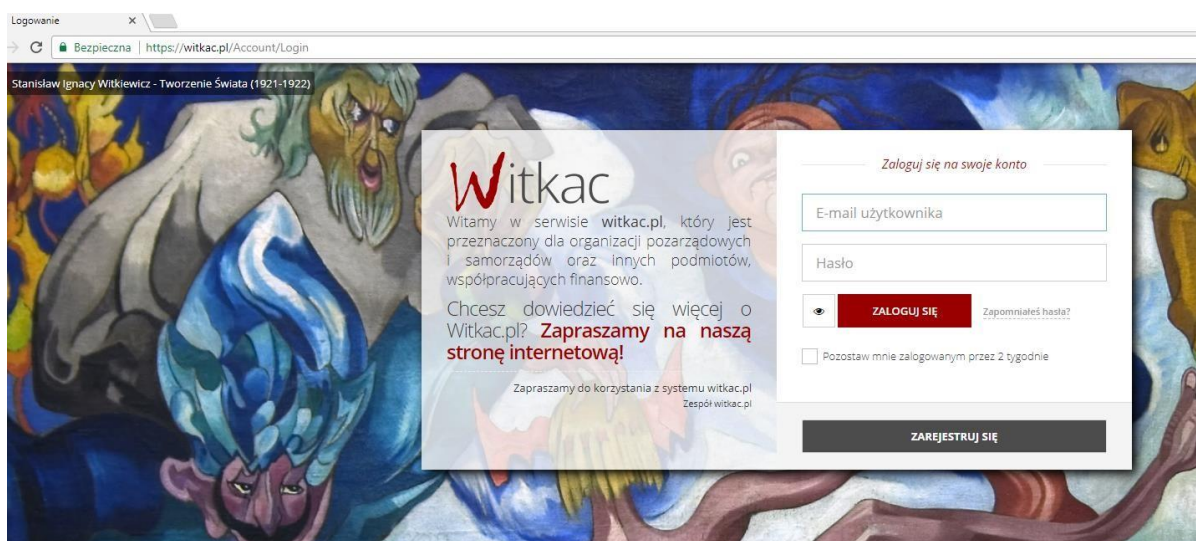 Logowanie
Bezpieczna | https://witkac.pl/Account/Login
Stanisław Ignacy Witkiewicz - Tworzenie Świata (1921-1922)
Witkac
Witamy w serwisie witkac.pl, który jest
przeznaczony dla organizacji pozarządowych
i samorządów oraz innych podmiotów,
współpracujących finansowo.
Chcesz dowiedzieć się więcej o
Witkac.pl? Zapraszamy na naszą
stronę internetową!
Zapraszamy do korzystania z systemu witkac.pl
Zespół witkac.pl
Zaloguj się na swoje konto
E-mail użytkownika
Hasło
ZALOGUJ SIĘ
Zapomniałeś hasła?
Pozostaw mnie zalogowanym przez 2 tygodnie
ZAREJESTRUJ SIĘ